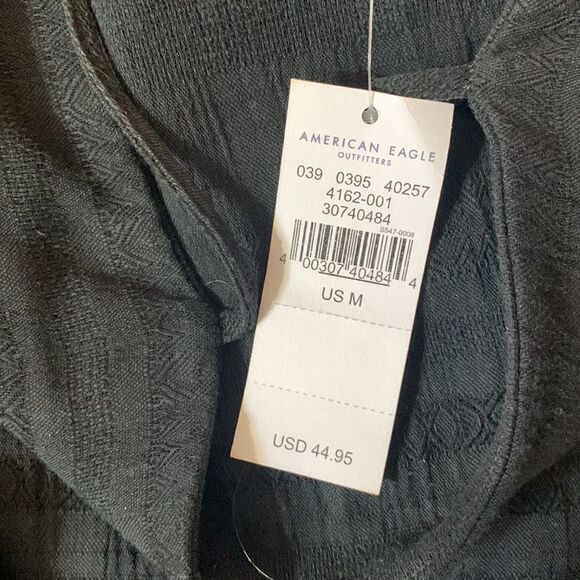 AMERICAN EAGLE
OUTFITTERS
039 0395 40257
4162-001
30740484
S547-0008
4 00307 40484 4
US M
USD 44.95